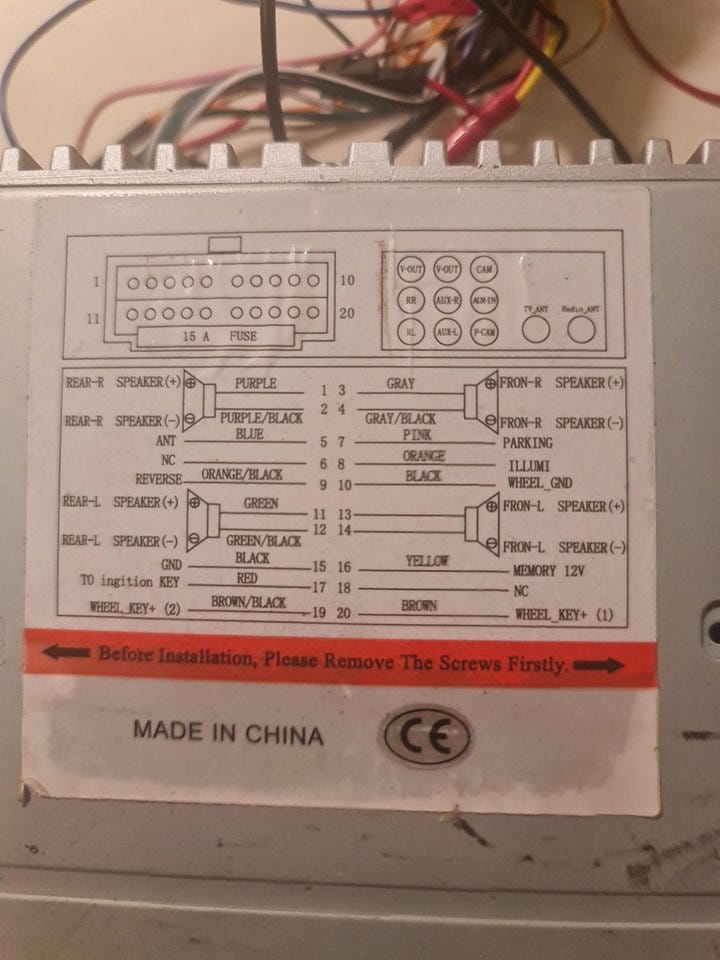 V-OUT V-OUT CAM
1 10 RR AUX-R AUX-IN TV_ANT Radio_ANT
11 20 RL AUX-L F-CAM
15 A FUSE
REAR-R SPEAKER(+) PURPLE 1 3 GRAY FRON-R SPEAKER(+)
REAR-R SPEAKER(-) PURPLE/BLACK 2 4 GRAY/BLACK FRON-R SPEAKER(-)
ANT BLUE 5 7 PINK PARKING
NC 6 8 ORANGE ILLUMI
REVERSE ORANGE/BLACK 9 10 BLACK WHEEL_GND
REAR-L SPEAKER(+) GREEN 11 13 FRON-L SPEAKER(+)
REAR-L SPEAKER(-) GREEN/BLACK 12 14 FRON-L SPEAKER(-)
GND BLACK 15 16 YELLOW MEMORY 12V
TO ingition KEY RED 17 18 NC
WHEEL_KEY+ (2) BROWN/BLACK 19 20 BROWN WHEEL_KEY+ (1)
Before Installation, Please Remove The Screws Firstly.
MADE IN CHINA CE